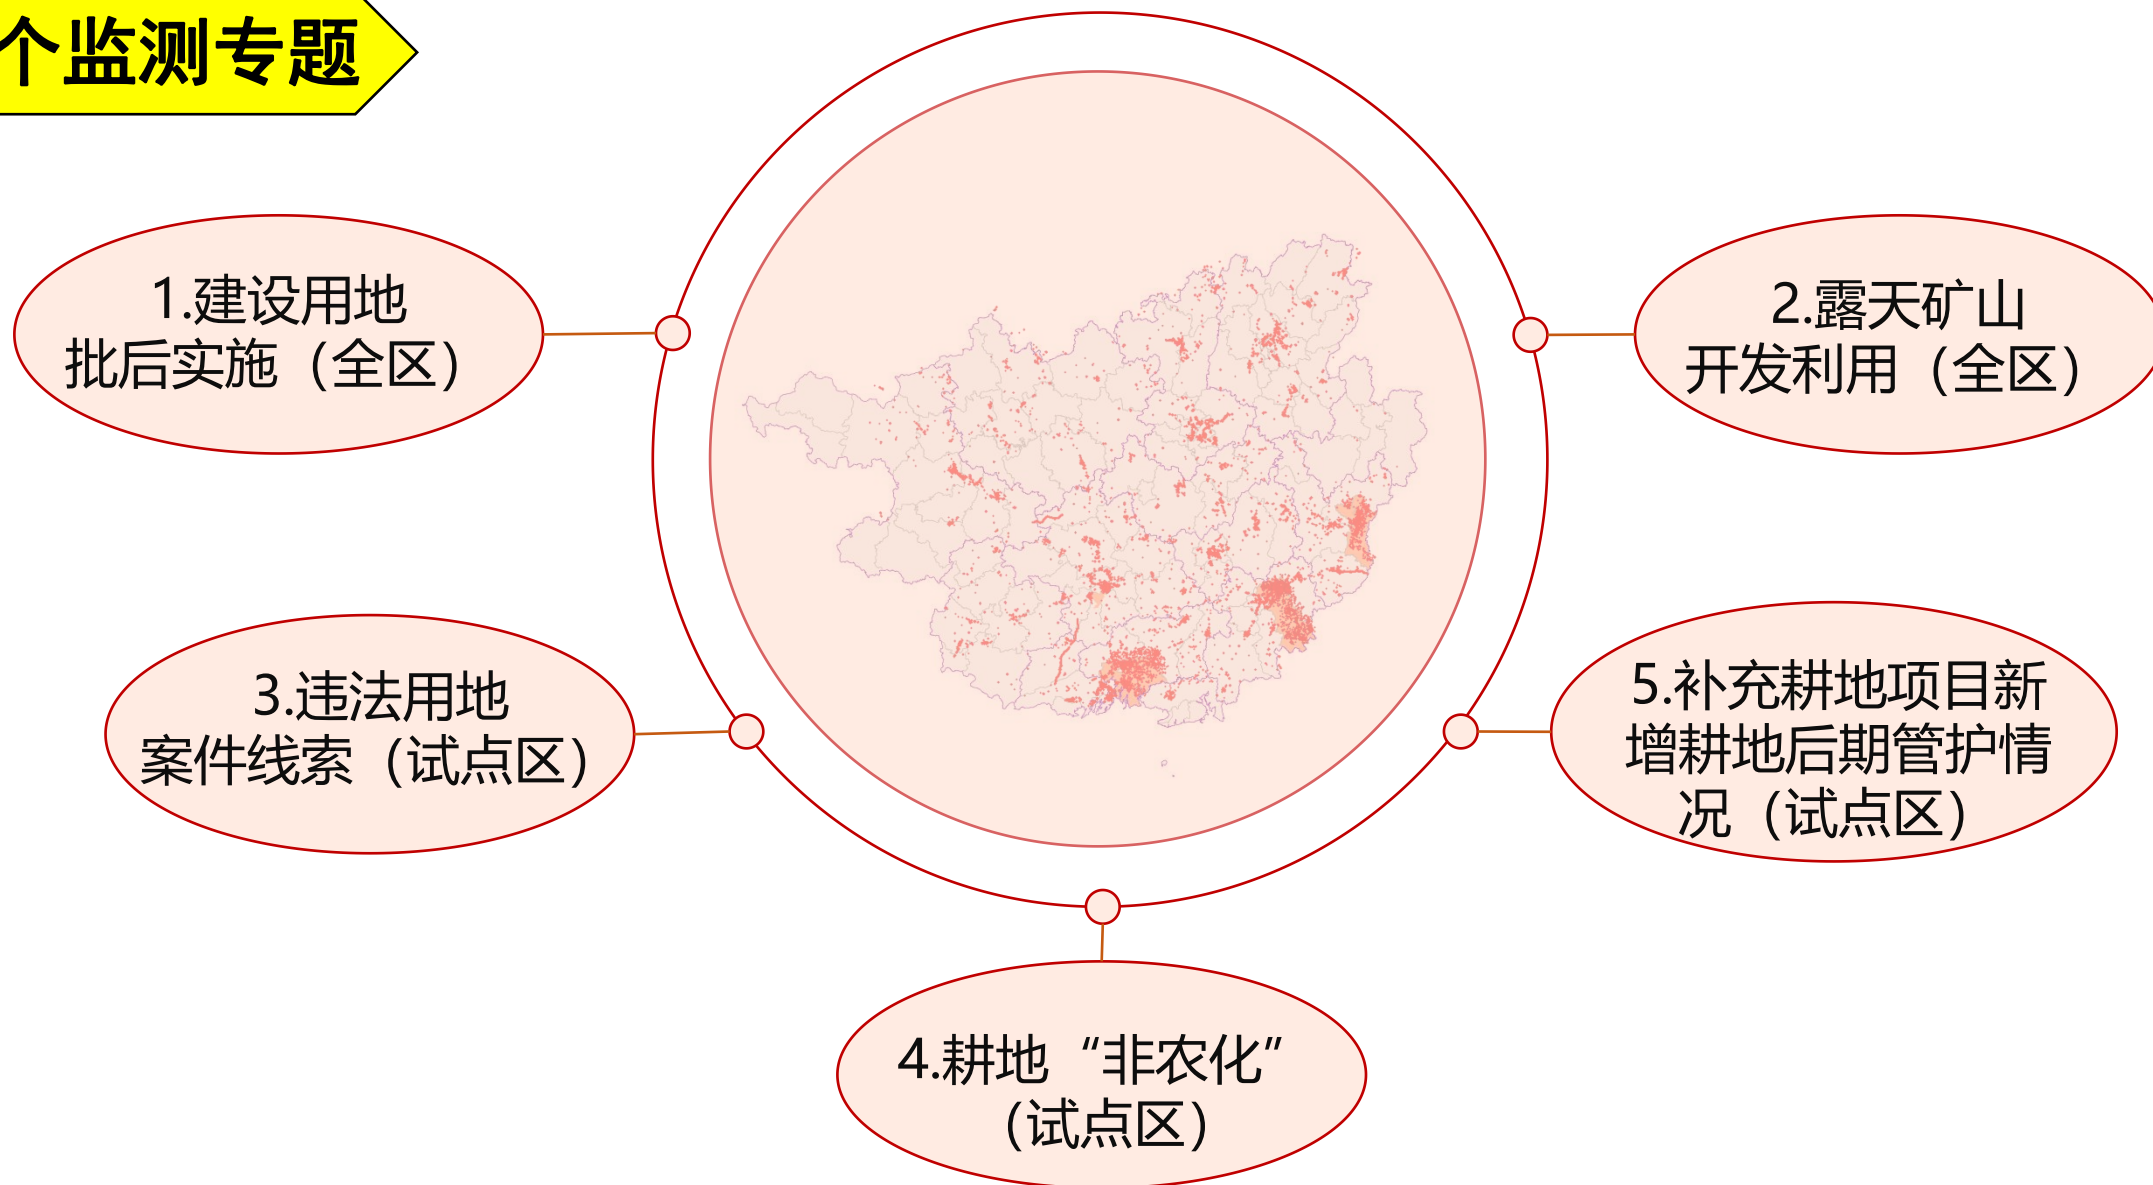 个监测专题
1.建设用地
批后实施（全区）
2.露天矿山
开发利用（全区）
3.违法用地
案件线索（试点区）
5.补充耕地项目新
增耕地后期管护情
况（试点区）
4.耕地“非农化”
（试点区）